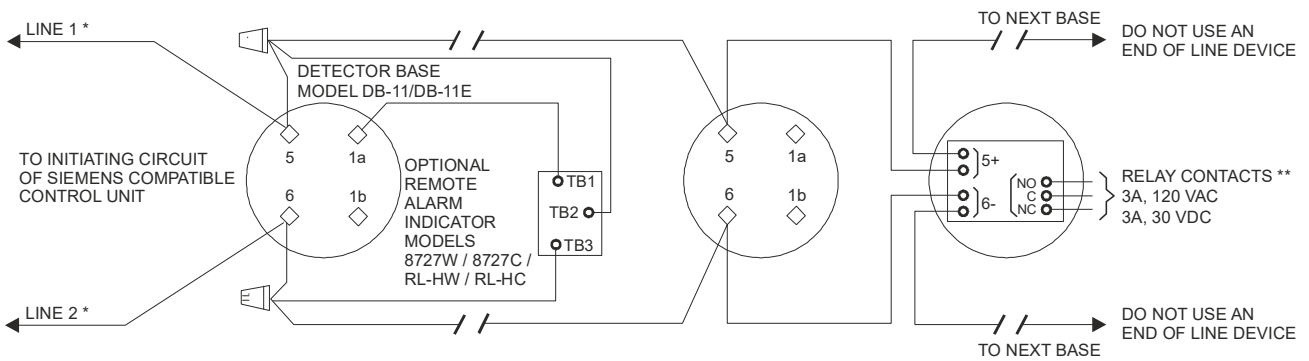 LINE 1 *
TO NEXT BASE
DO NOT USE AN
END OF LINE DEVICE
DETECTOR BASE
MODEL DB-11/DB-11E
TO INITIATING CIRCUIT
OF SIEMENS COMPATIBLE
CONTROL UNIT
5
1a
6
1b
OPTIONAL
REMOTE
ALARM
INDICATOR
MODELS
8727W / 8727C /
RL-HW / RL-HC
TB1
TB2
TB3
5
1a
6
1b
5+
6-
NO
C
NC
RELAY CONTACTS **
3A, 120 VAC
3A, 30 VDC
LINE 2 *
DO NOT USE AN
END OF LINE DEVICE
TO NEXT BASE